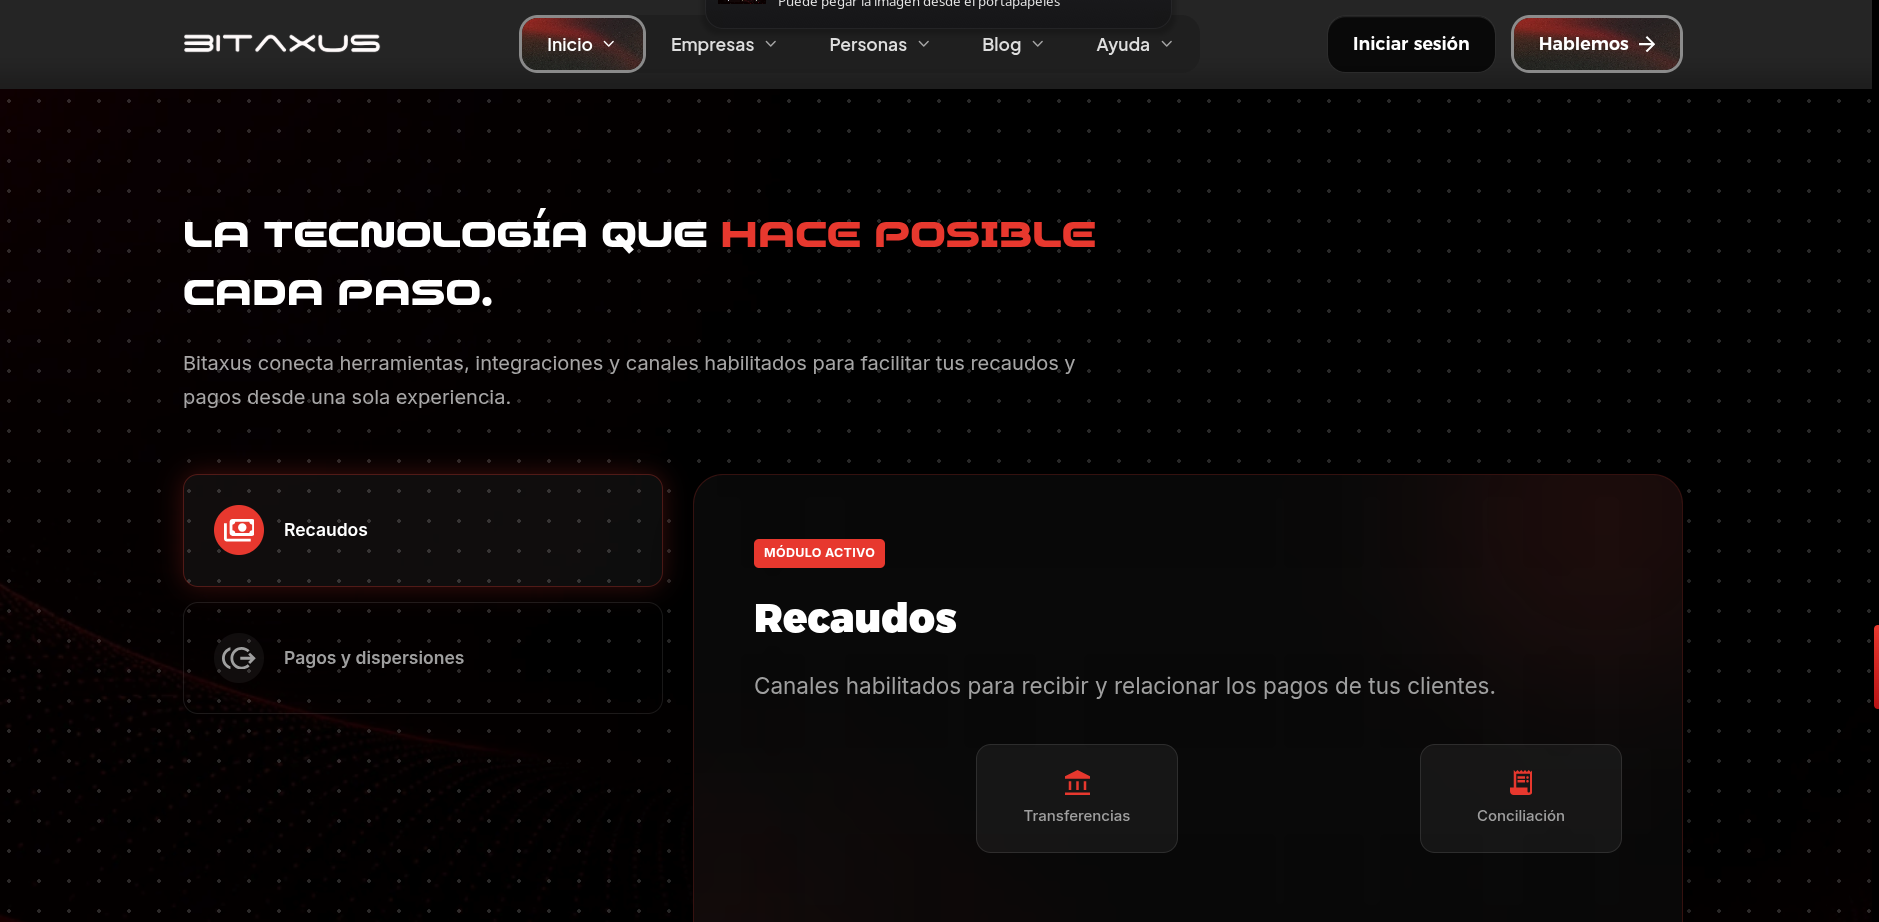 Puede pegar la imagen desde el portapapeles
BITAXUS
Inicio
Empresas
Personas
Blog
Ayuda
Iniciar sesión
Hablemos
LA TECNOLOGÍA QUE HACE POSIBLE
CADA PASO.
Bitaxus conecta herramientas, integraciones y canales habilitados para facilitar tus recaudos y
pagos desde una sola experiencia.
Recaudos
Pagos y dispersiones
MÓDULO ACTIVO
Recaudos
Canales habilitados para recibir y relacionar los pagos de tus clientes.
Transferencias
Conciliación